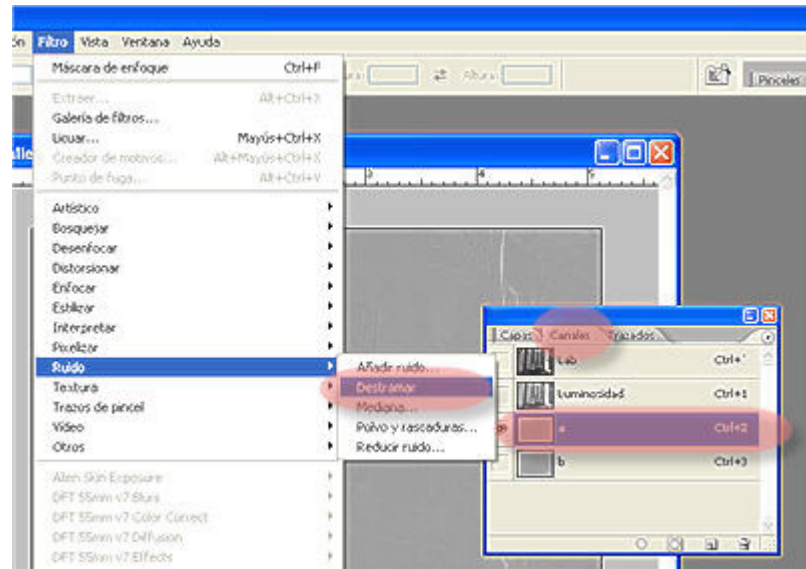 ón Filtro Vista Ventana Ayuda
Máscara de enfoque Ctrl+F
Altura:
Pinceles
Extraer... Alt+Ctrl+X
Galería de filtros...
Licuar... Mayús+Ctrl+X
Creador de motivos... Alt+Mayús+Ctrl+X
Punto de fuga... Alt+Ctrl+V
3 4 5
Artístico
Bosquejar
Desenfocar
Distorsionar
Enfocar
Estilizar
Interpretar
Pixelizar
Ruido
Textura
Trazos de pincel
Vídeo
Otros
Alien Skin Exposure
DFT 55mm v7 Blurs
DFT 55mm v7 Color Correct
DFT 55mm v7 Diffusion
DFT 55mm v7 Effects
Añadir ruido...
Destramar
Mediana...
Polvo y rascaduras...
Reducir ruido...
Capas Canales Trazados
Lab Ctrl+`
Luminosidad Ctrl+1
a Ctrl+2
b Ctrl+3